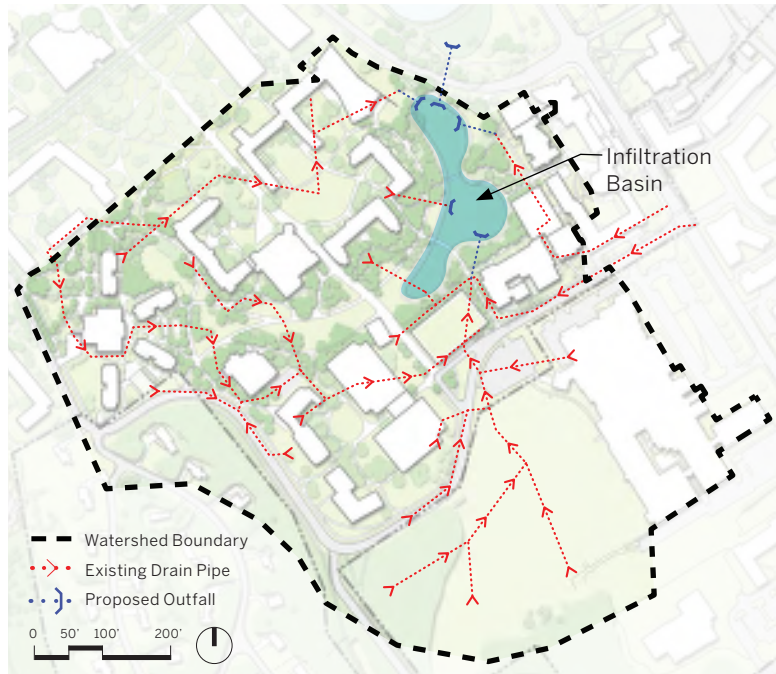 Infiltration
Basin
Watershed Boundary
Existing Drain Pipe
Proposed Outfall
0 50' 100' 200'